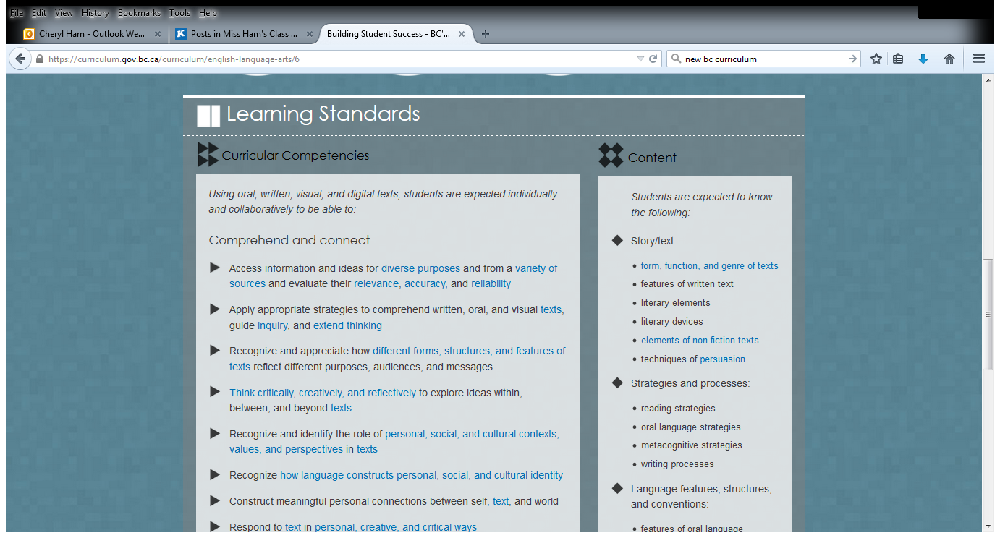 File Edit View History Bookmarks Tools Help
Cheryl Ham - Outlook We...
Posts in Miss Ham's Class ...
Building Student Success - BC'...
https://curriculum.gov.bc.ca/curriculum/english-language-arts/6
new bc curriculum
Learning Standards
Curricular Competencies
Using oral, written, visual, and digital texts, students are expected individually
and collaboratively to be able to:
Comprehend and connect
Access information and ideas for diverse purposes and from a variety of
sources and evaluate their relevance, accuracy, and reliability
Apply appropriate strategies to comprehend written, oral, and visual texts,
guide inquiry, and extend thinking
Recognize and appreciate how different forms, structures, and features of
texts reflect different purposes, audiences, and messages
Think critically, creatively, and reflectively to explore ideas within,
between, and beyond texts
Recognize and identify the role of personal, social, and cultural contexts,
values, and perspectives in texts
Recognize how language constructs personal, social, and cultural identity
Construct meaningful personal connections between self, text, and world
Respond to text in personal, creative, and critical ways
Content
Students are expected to know
the following:
Story/text:
form, function, and genre of texts
features of written text
literary elements
literary devices
elements of non-fiction texts
techniques of persuasion
Strategies and processes:
reading strategies
oral language strategies
metacognitive strategies
writing processes
Language features, structures,
and conventions:
features of oral language